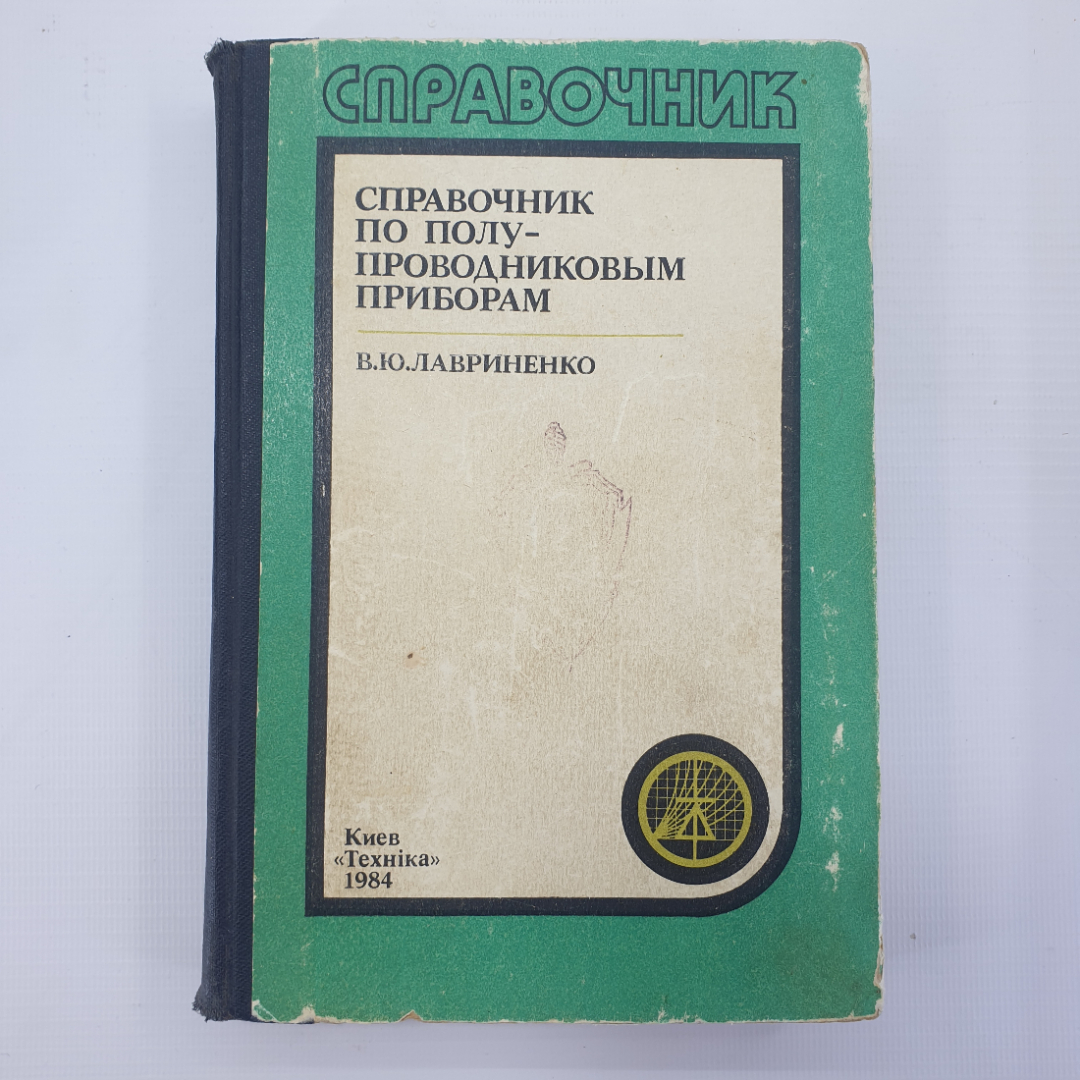 СПРАВОЧНИК
СПРАВОЧНИК
ПО ПОЛУ-
ПРОВОДНИКОВЫМ
ПРИБОРАМ
В.Ю.ЛАВРИНЕНКО
Киев
«Техніка»
1984